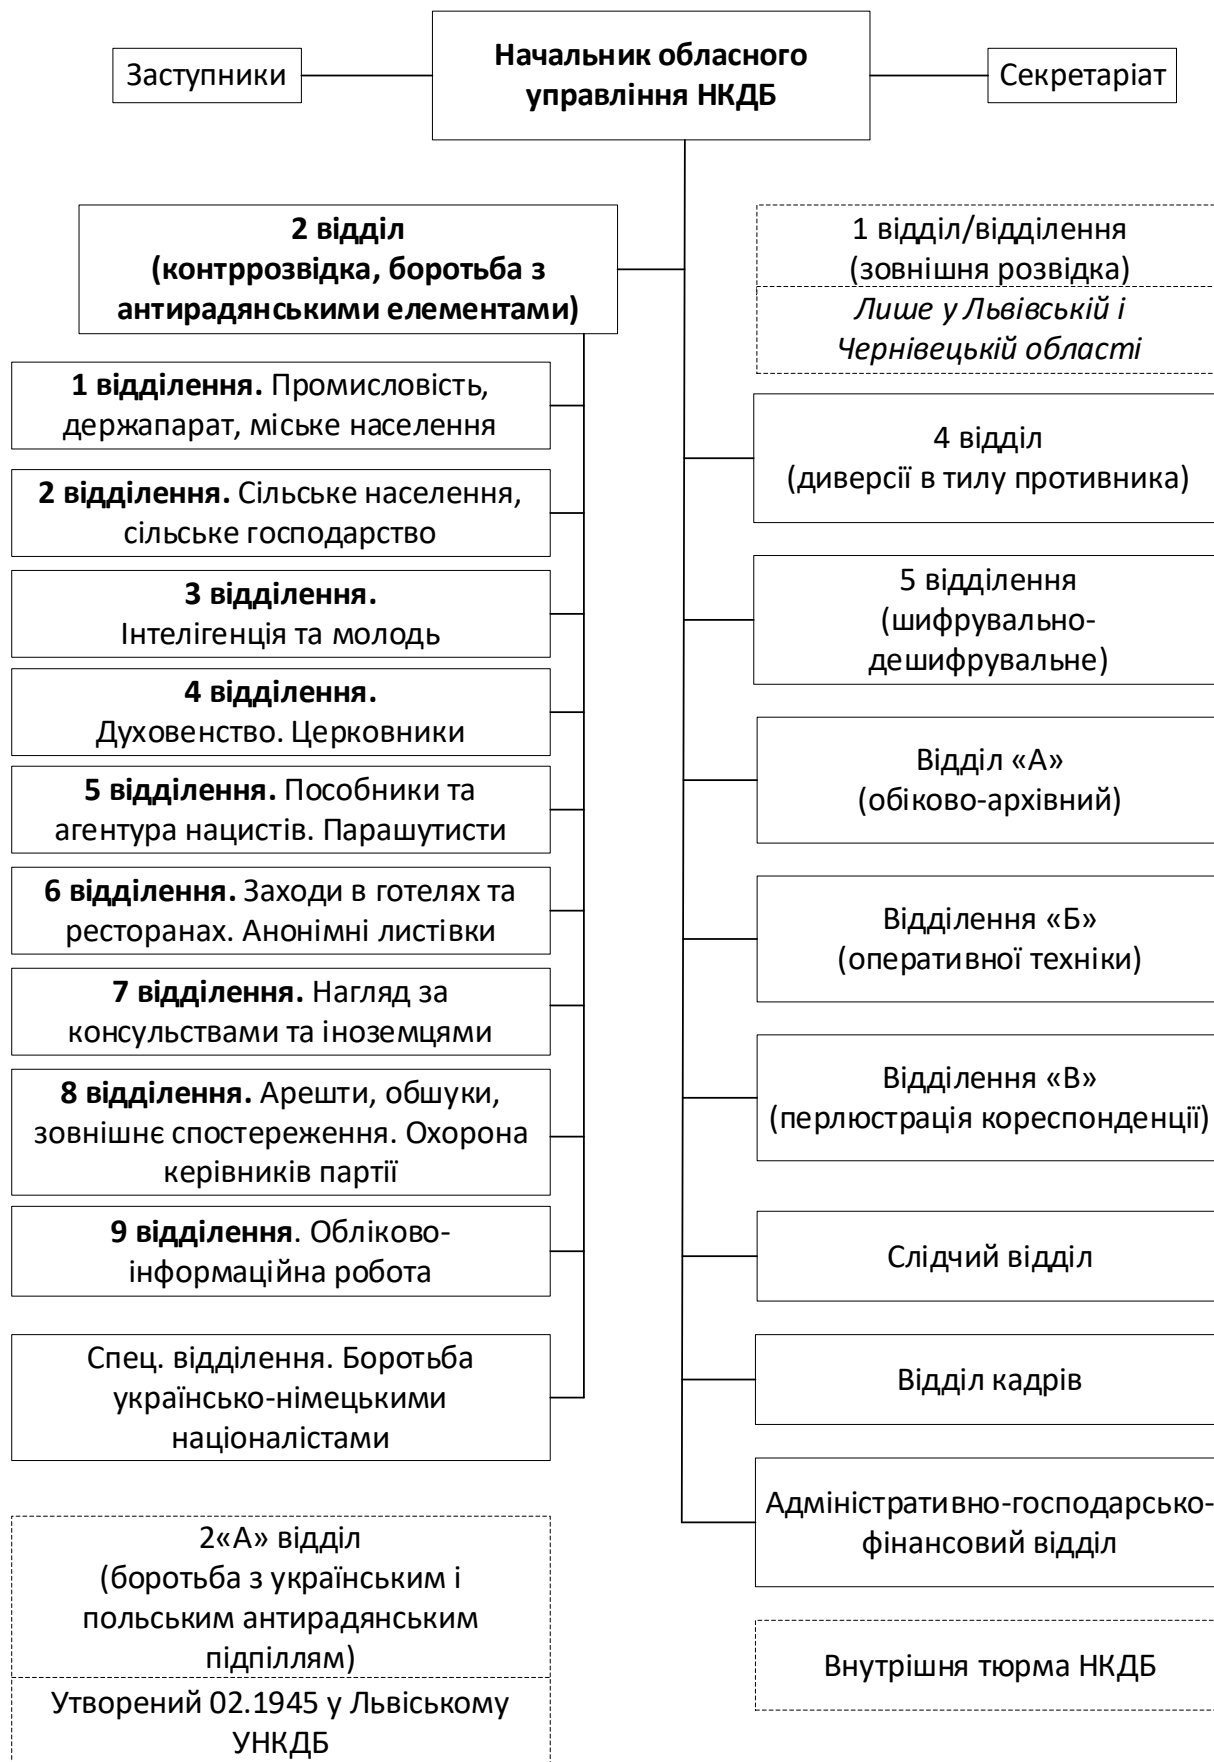 Заступники
Начальник обласного
управління НКДБ
Секретаріат
2 відділ
(контррозвідка, боротьба з
антирадянськими елементами)
1 відділення. Промисловість,
держапарат, міське населення
2 відділення. Сільське населення,
сільське господарство
3 відділення.
Інтелігенція та молодь
4 відділення.
Духовенство. Церковники
5 відділення. Пособники та
агентура нацистів. Парашутисти
6 відділення. Заходи в готелях та
ресторанах. Анонімні листівки
7 відділення. Нагляд за
консульствами та іноземцями
8 відділення. Арешти, обшуки,
зовнішнє спостереження. Охорона
керівників партії
9 відділення. Обліково-
інформаційна робота
Спец. відділення. Боротьба
українсько-німецькими
націоналістами
2«А» відділ
(боротьба з українським і
польським антирадянським
підпіллям)
Утворений 02.1945 у Львіському
УНКДБ
1 відділ/відділення
(зовнішня розвідка)
Лише у Львівській і
Чернівецькій області
4 відділ
(диверсії в тилу противника)
5 відділення
(шифрувально-
дешифрувальне)
Відділ «А»
(обіково-архівний)
Відділення «Б»
(оперативної техніки)
Відділення «В»
(перлюстрація кореспонденції)
Слідчий відділ
Відділ кадрів
Адміністративно-господарсько-
фінансовий відділ
Внутрішня тюрма НКДБ